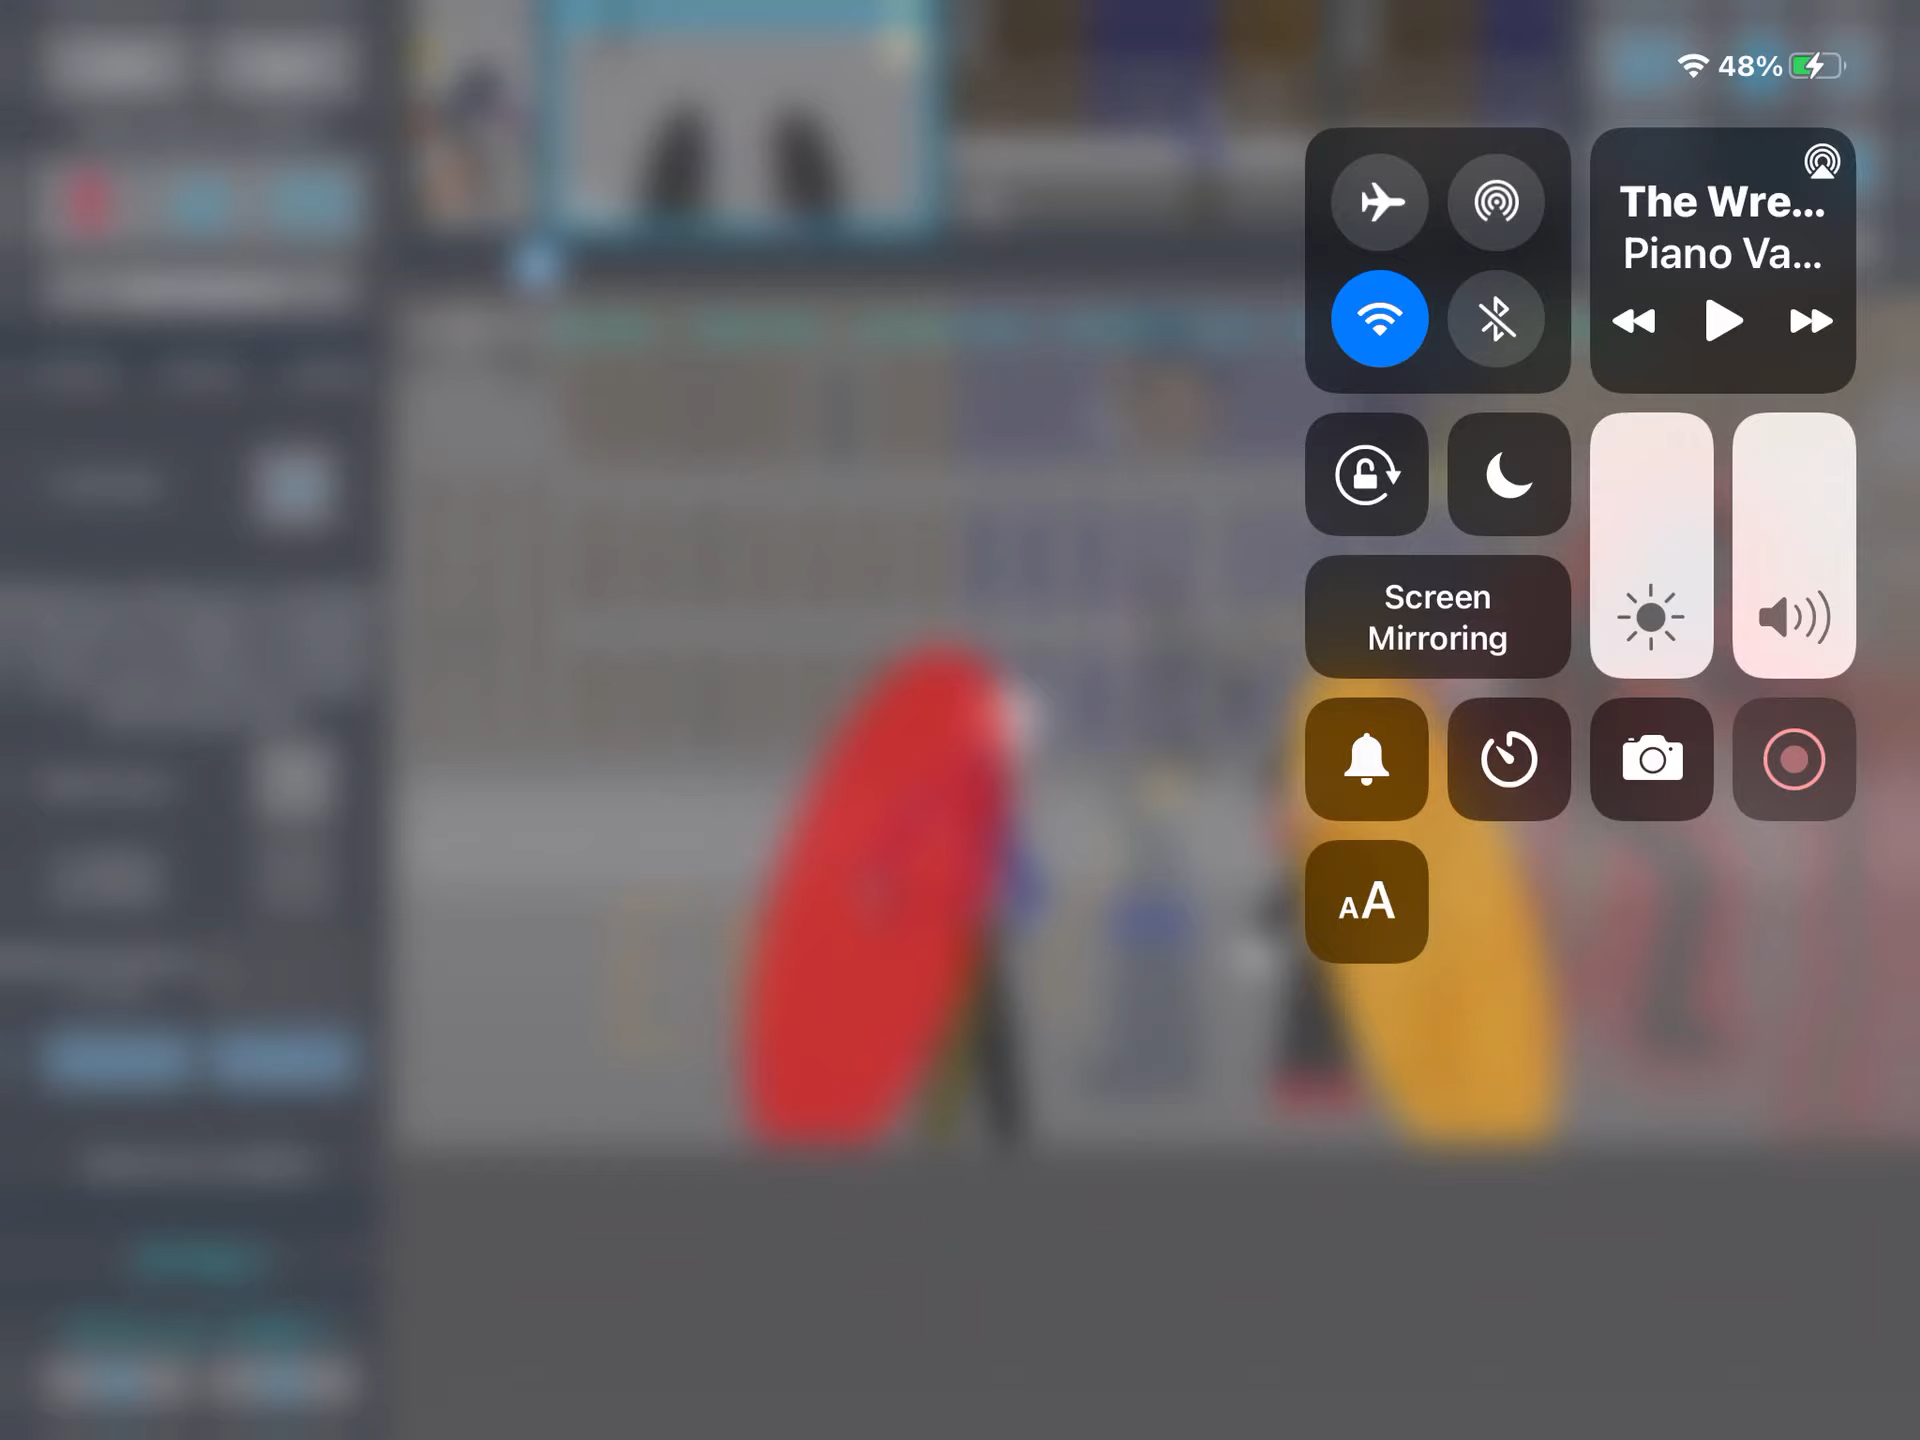 48%
The Wre...
Piano Va...
Screen
Mirroring
AA